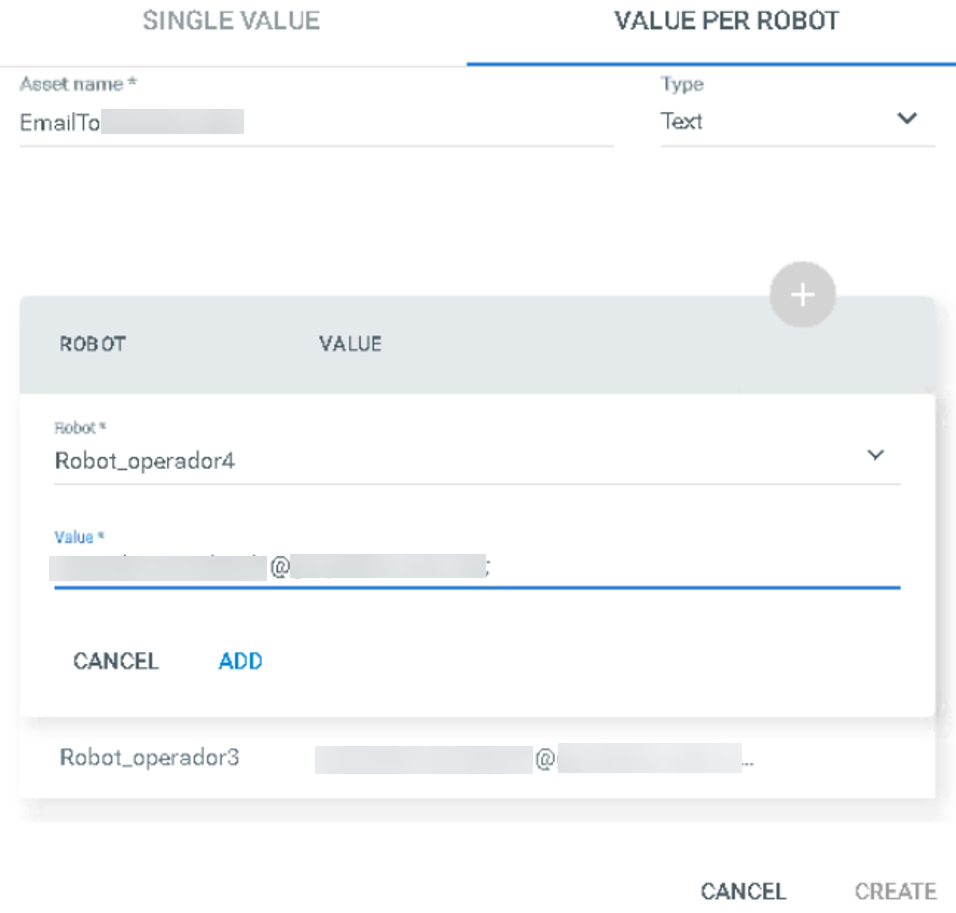 SINGLE VALUE VALUE PER ROBOT
Asset name * Type
EmailTo Text
ROBOT VALUE
Robot *
Robot_operador4
Value *
@ ;
CANCEL ADD
Robot_operador3 @ ...
CANCEL CREATE